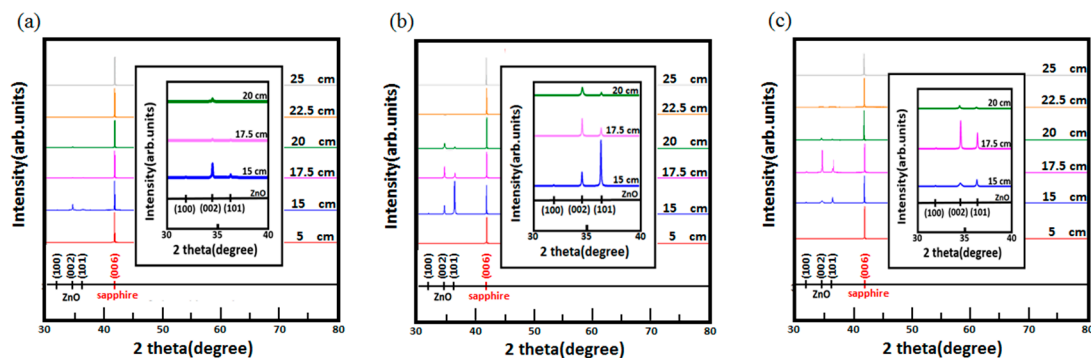 (a)
Intensity(arb.units)
25 cm
22.5 cm
20 cm
17.5 cm
15 cm
5 cm
Intensity(arb.units)
20 cm
17.5 cm
15 cm
ZnO
(100) (002) (101)
30 35 40
2 theta(degree)
(100) (002) (101) (006)
ZnO sapphire
30 40 50 60 70 80
2 theta(degree)
(b)
Intensity(arb.units)
25 cm
22.5 cm
20 cm
17.5 cm
15 cm
5 cm
Intensity(arb.units)
20 cm
17.5 cm
15 cm
ZnO
(100) (002) (101)
30 35 40
2 theta(degree)
(100) (002) (101) (006)
ZnO sapphire
30 40 50 60 70 80
2 theta(degree)
(c)
Intensity(arb.units)
25 cm
22.5 cm
20 cm
17.5 cm
15 cm
5 cm
Intensity(arb.units)
20 cm
17.5 cm
15 cm
ZnO
(100) (002) (101)
30 35 40
2 theta(degree)
(100) (002) (101) (006)
ZnO sapphire
30 40 50 60 70 80
2 theta(degree)